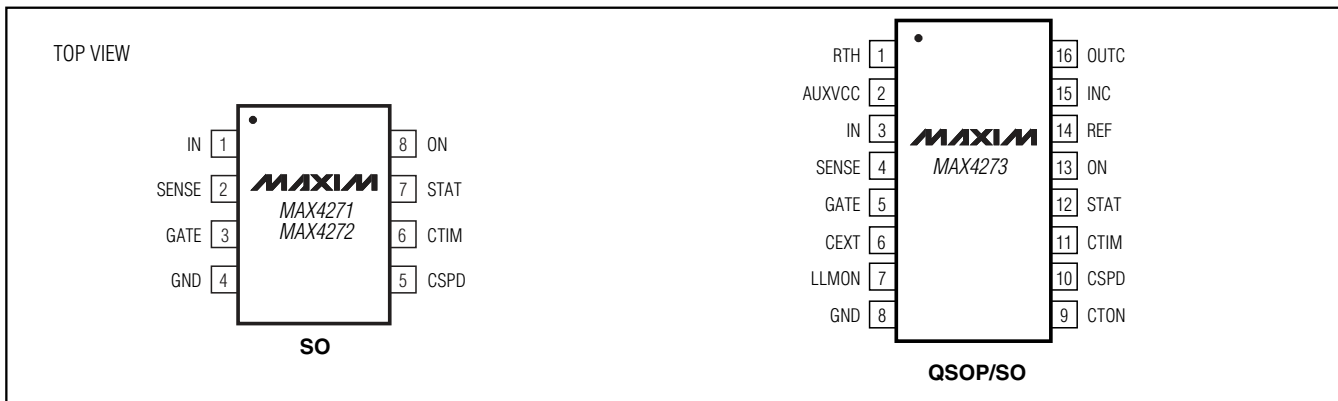 TOP VIEW
IN 1
SENSE 2
GATE 3
GND 4
8 ON
7 STAT
6 CTIM
5 CSPD
MAXIM
MAX4271
MAX4272
SO
RTH 1
AUXVCC 2
IN 3
SENSE 4
GATE 5
CEXT 6
LLMON 7
GND 8
16 OUTC
15 INC
14 REF
13 ON
12 STAT
11 CTIM
10 CSPD
9 CTON
MAXIM
MAX4273
QSOP/SO